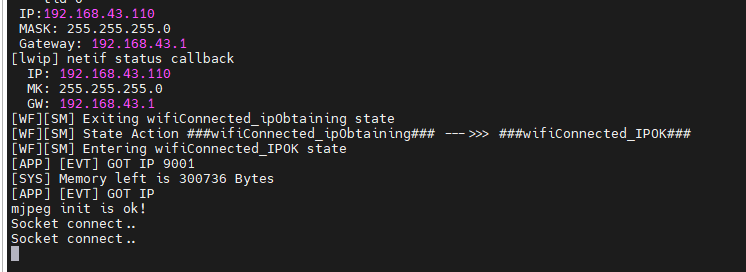 IP:192.168.43.110
MASK: 255.255.255.0
Gateway: 192.168.43.1
[lwip] netif status callback
IP: 192.168.43.110
MK: 255.255.255.0
GW: 192.168.43.1
[WF][SM] Exiting wifiConnected_ipObtaining state
[WF][SM] State Action ###wifiConnected_ipObtaining### --->>> ###wifiConnected_IPOK###
[WF][SM] Entering wifiConnected_IPOK state
[APP] [EVT] GOT IP 9001
[SYS] Memory left is 300736 Bytes
[APP] [EVT] GOT IP
mjpeg init is ok!
Socket connect..
Socket connect..